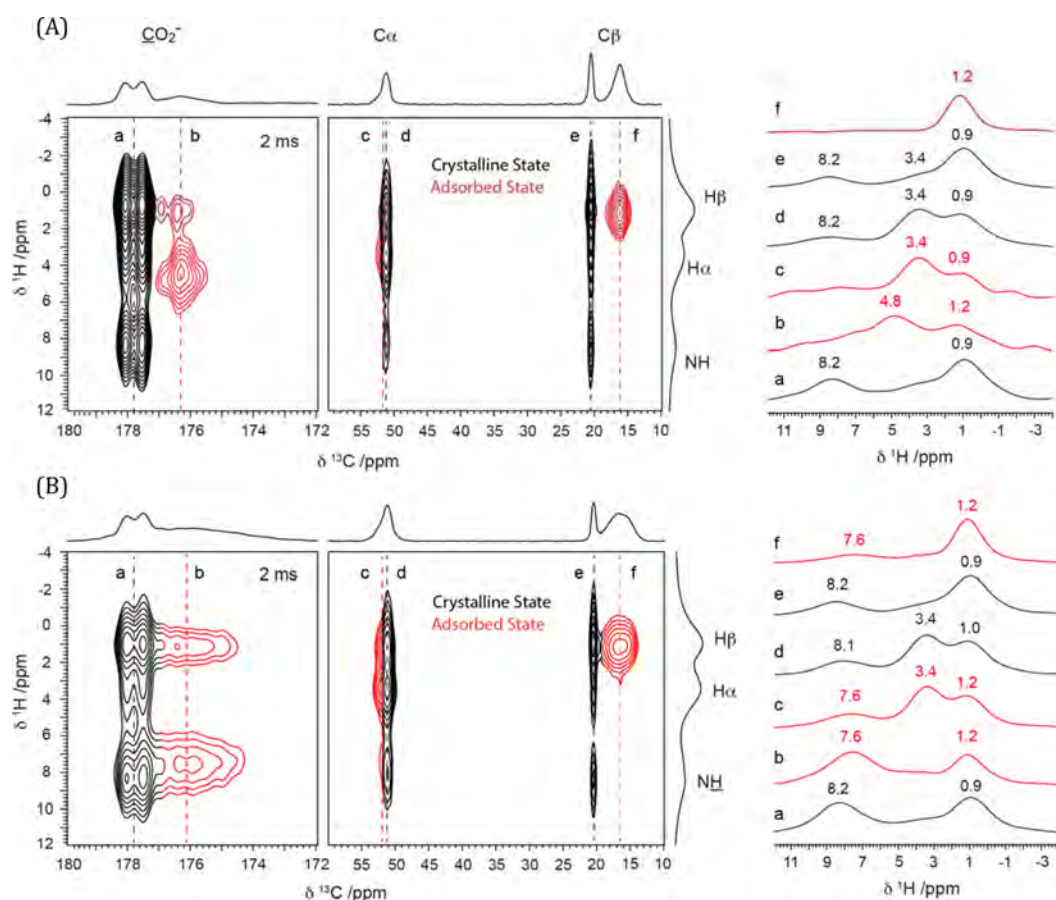 (A)
C̲O₂⁻ Cα Cβ
a b 2 ms
c d e f
Crystalline State
Adsorbed State
Hβ
Hα
NH
-4
-2
0
2
4
6
8
10
12
δ ¹H /ppm
180 178 176 174 172
60 55 50 45 40 35 30 25 20 15 10
δ ¹³C /ppm
f 1.2
e 8.2 3.4 0.9
d 8.2 3.4 0.9
c 3.4 0.9
b 4.8 1.2
a 8.2 0.9
11 9 7 5 3 1 -1 -3
δ ¹H /ppm
(B)
a b 2 ms
c d e f
Crystalline State
Adsorbed State
Hβ
Hα
NH̲
-4
-2
0
2
4
6
8
10
12
δ ¹H /ppm
180 178 176 174 172
60 55 50 45 40 35 30 25 20 15 10
δ ¹³C /ppm
f 7.6 1.2
e 8.2 0.9
d 8.1 3.4 1.0
c 7.6 3.4 1.2
b 7.6 1.2
a 8.2 0.9
11 9 7 5 3 1 -1 -3
δ ¹H /ppm